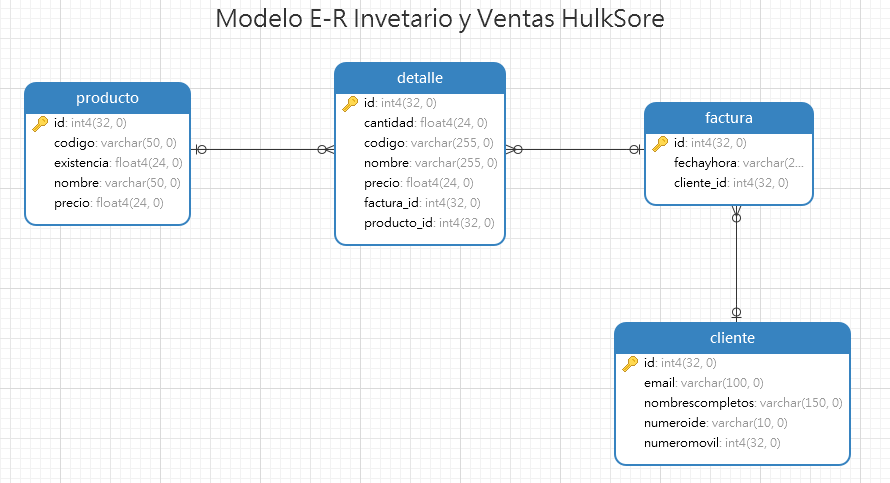 Modelo E-R Invetario y Ventas HulkSore
producto
id: int4(32, 0)
codigo: varchar(50, 0)
existencia: float4(24, 0)
nombre: varchar(50, 0)
precio: float4(24, 0)
detalle
id: int4(32, 0)
cantidad: float4(24, 0)
codigo: varchar(255, 0)
nombre: varchar(255, 0)
precio: float4(24, 0)
factura_id: int4(32, 0)
producto_id: int4(32, 0)
factura
id: int4(32, 0)
fechayhora: varchar(2...
cliente_id: int4(32, 0)
cliente
id: int4(32, 0)
email: varchar(100, 0)
nombrescompletos: varchar(150, 0)
numeroide: varchar(10, 0)
numeromovil: int4(32, 0)